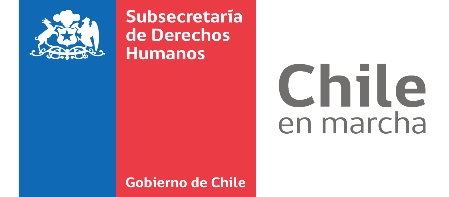 Subsecretaría
de Derechos
Humanos
Gobierno de Chile
Chile
en marcha